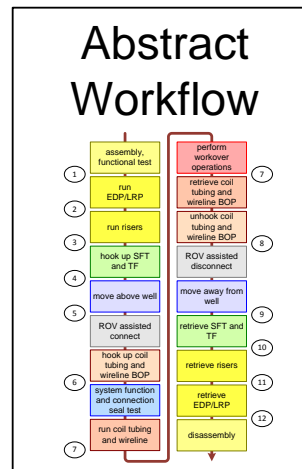 Abstract
Workflow
assembly,
functional test
1
run
EDP/LRP
2
run risers
3
hook up SFT
and TF
4
move above well
5
ROV assisted
connect
hook up coil
tubing and
wireline BOP
6
system function
and connection
seal test
run coil tubing
and wireline
7
perform
workover
operations
7
retrieve coil
tubing and
wireline BOP
unhook coil
tubing and
wireline BOP
8
ROV assisted
disconnect
move away from
well
9
retrieve SFT and
TF
10
retrieve risers
11
retrieve
EDP/LRP
12
disassembly